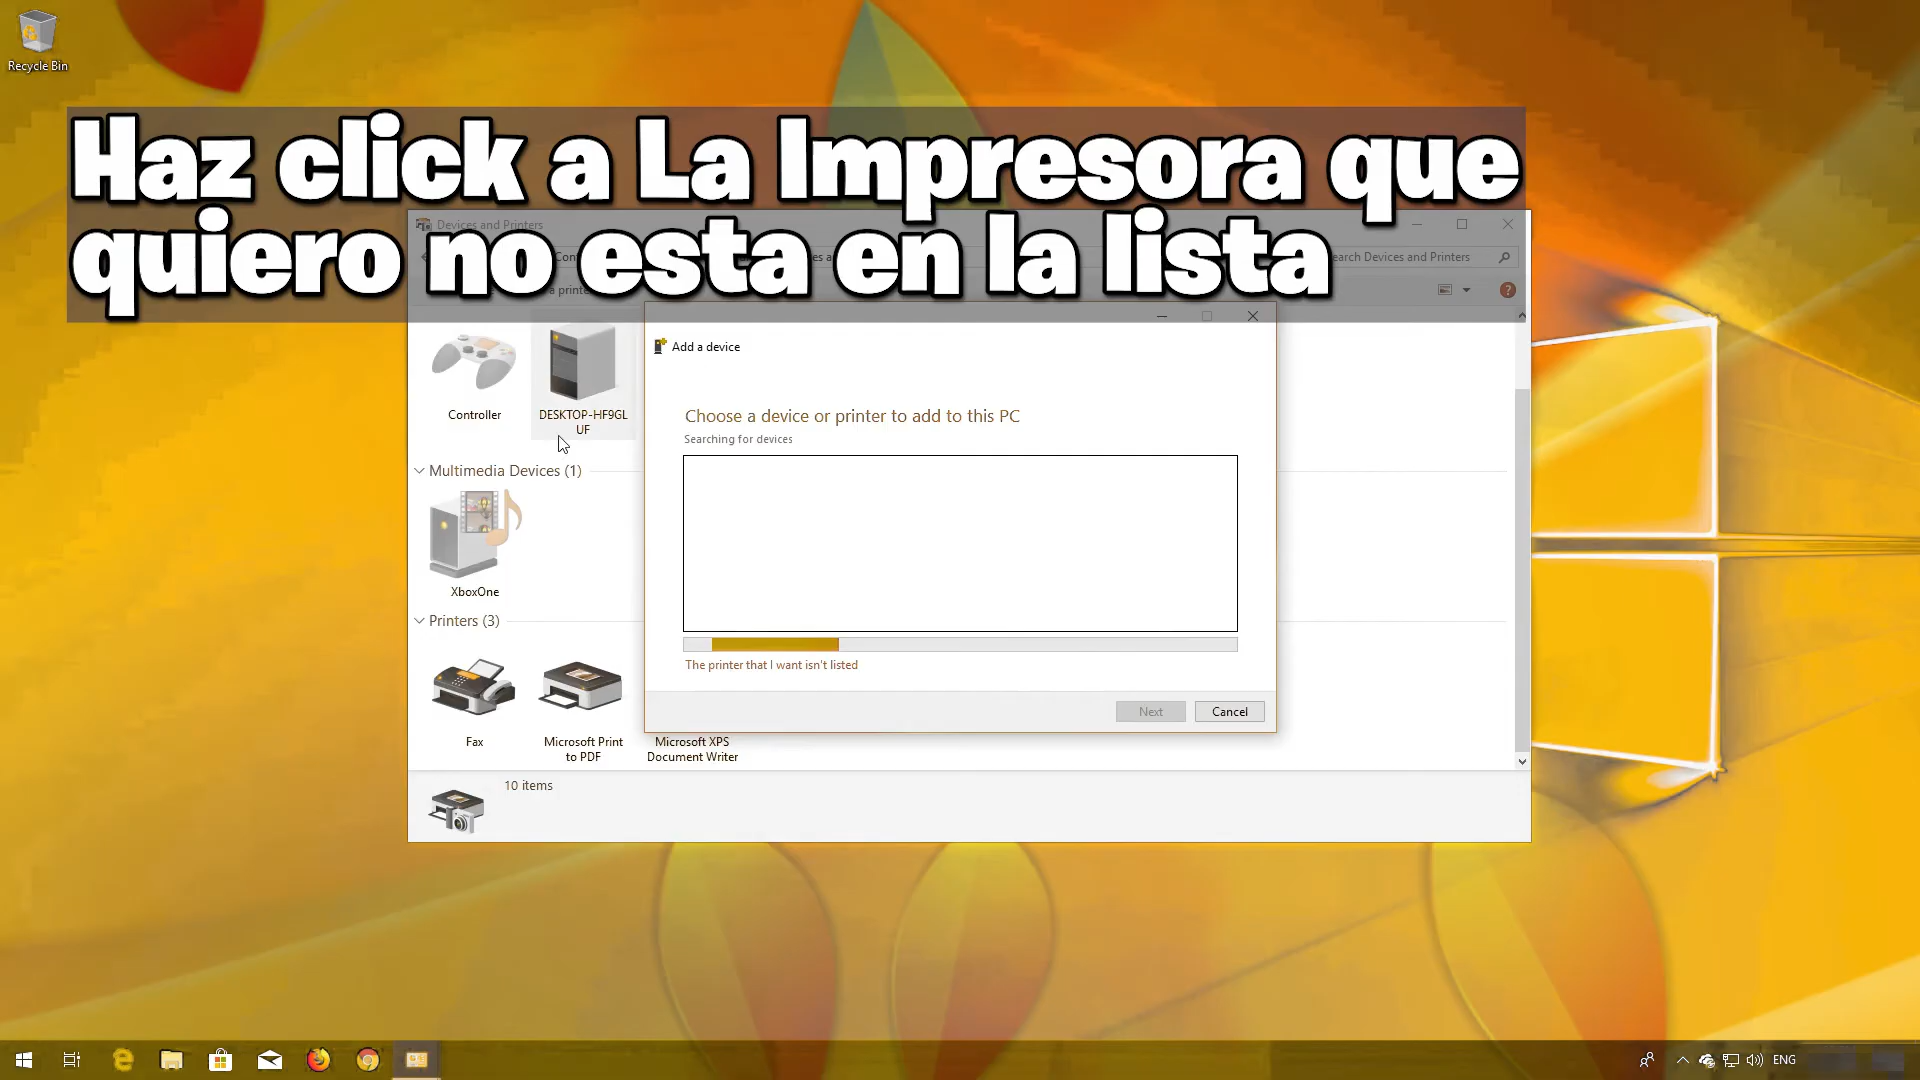 Recycle Bin
Haz click a La Impresora que
quiero no esta en la lista
Devices and Printers
earch Devices and Printers
Add a device
Choose a device or printer to add to this PC
Searching for devices
The printer that I want isn't listed
Next
Cancel
Controller
DESKTOP-HF9GL
UF
Multimedia Devices (1)
XboxOne
Printers (3)
Fax
Microsoft Print
to PDF
Microsoft XPS
Document Writer
10 items
ENG